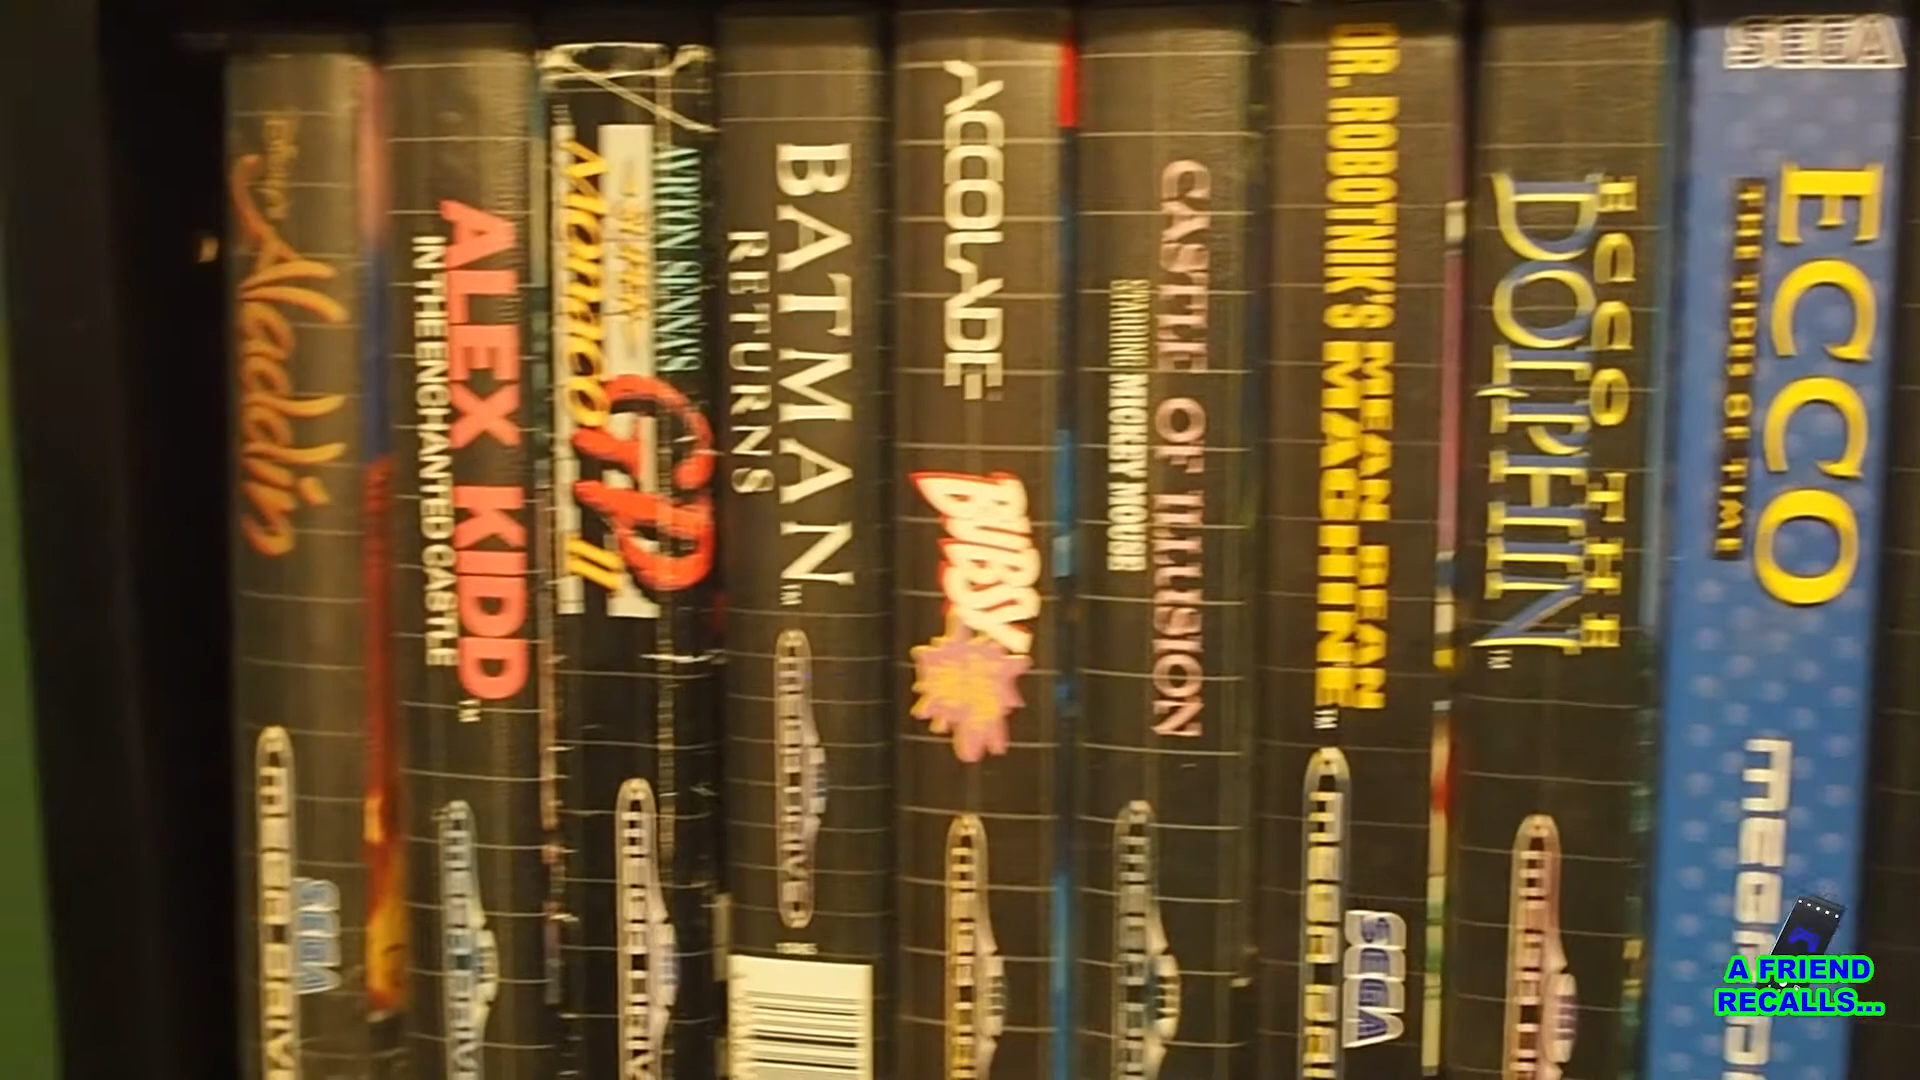 Disney's
Aladdin
SEGA
ALEX KIDD
IN THE ENCHANTED CASTLE
AYRTON SENNA'S
SUPER
MONACO
GP
II
BATMAN
RETURNS
MEGA DRIVE
ACCOLADE
BUBSY
CASTLE OF ILLUSION
STARRING MICKEY MOUSE
DR. ROBOTNIK'S MEAN BEAN
MACHINE
SEGA
ECCO THE
DOLPHIN
SEGA
ECCO
THE TIDES OF TIME
A FRIEND
RECALLS...